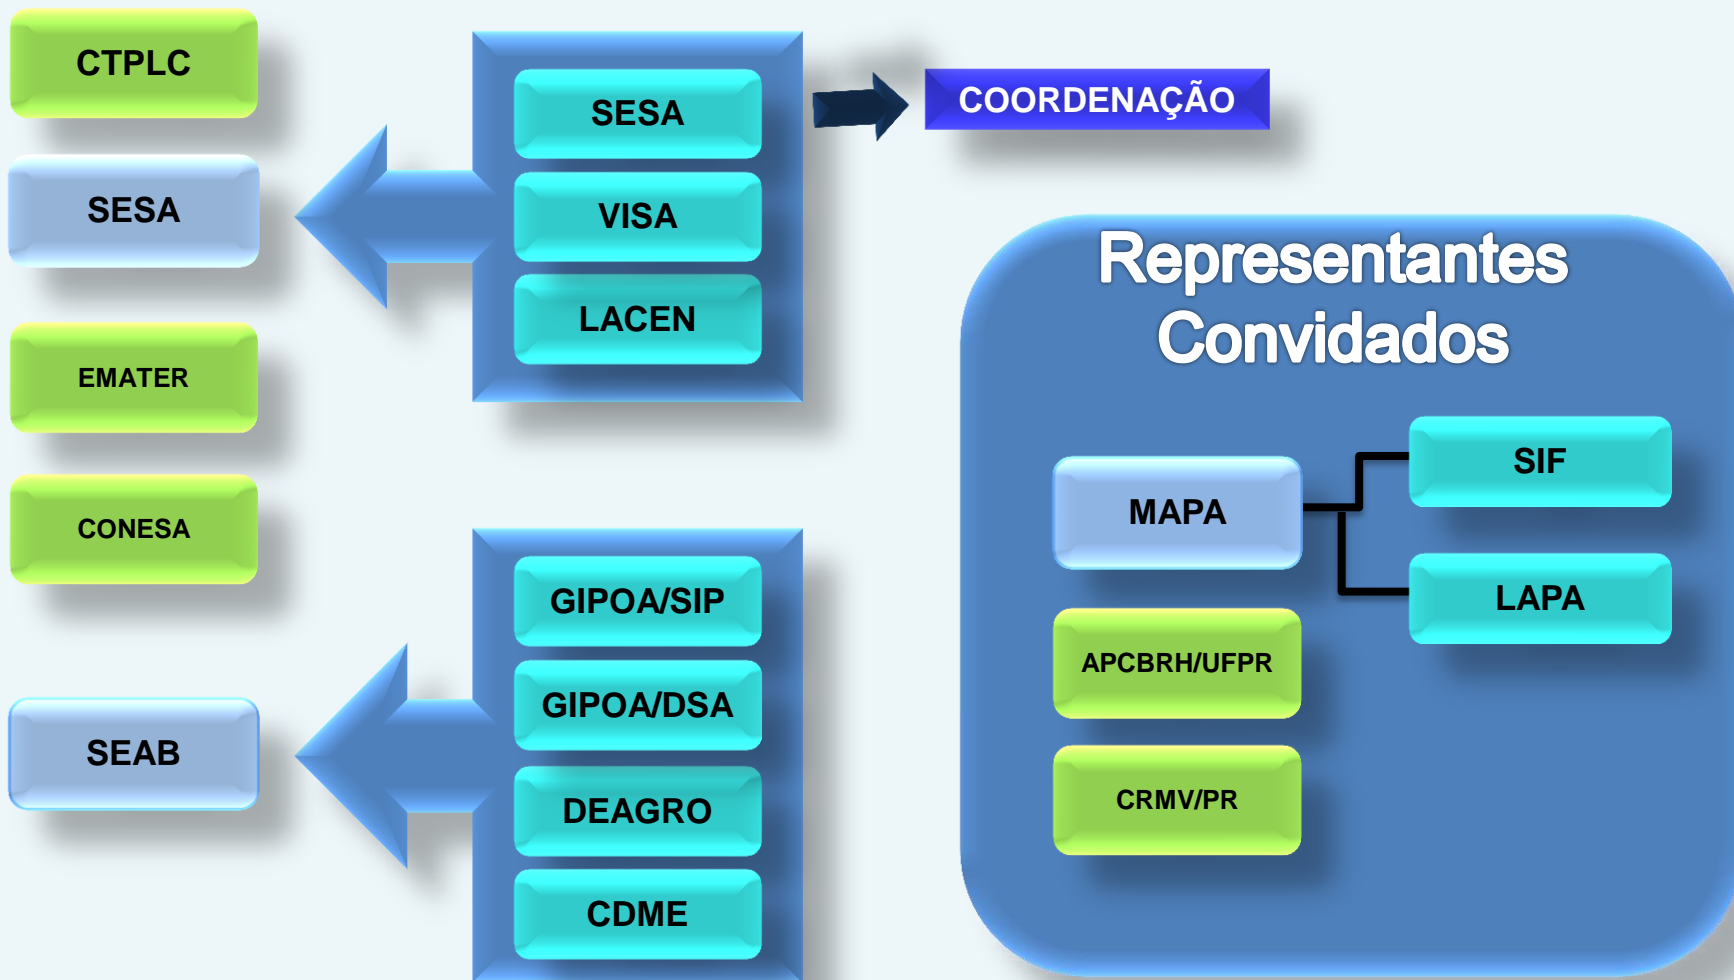 CTPLC
SESA
EMATER
CONESA
SEAB
SESA
VISA
LACEN
GIPOA/SIP
GIPOA/DSA
DEAGRO
CDME
COORDENAÇÃO
Representantes
Convidados
MAPA
SIF
LAPA
APCBRH/UFPR
CRMV/PR